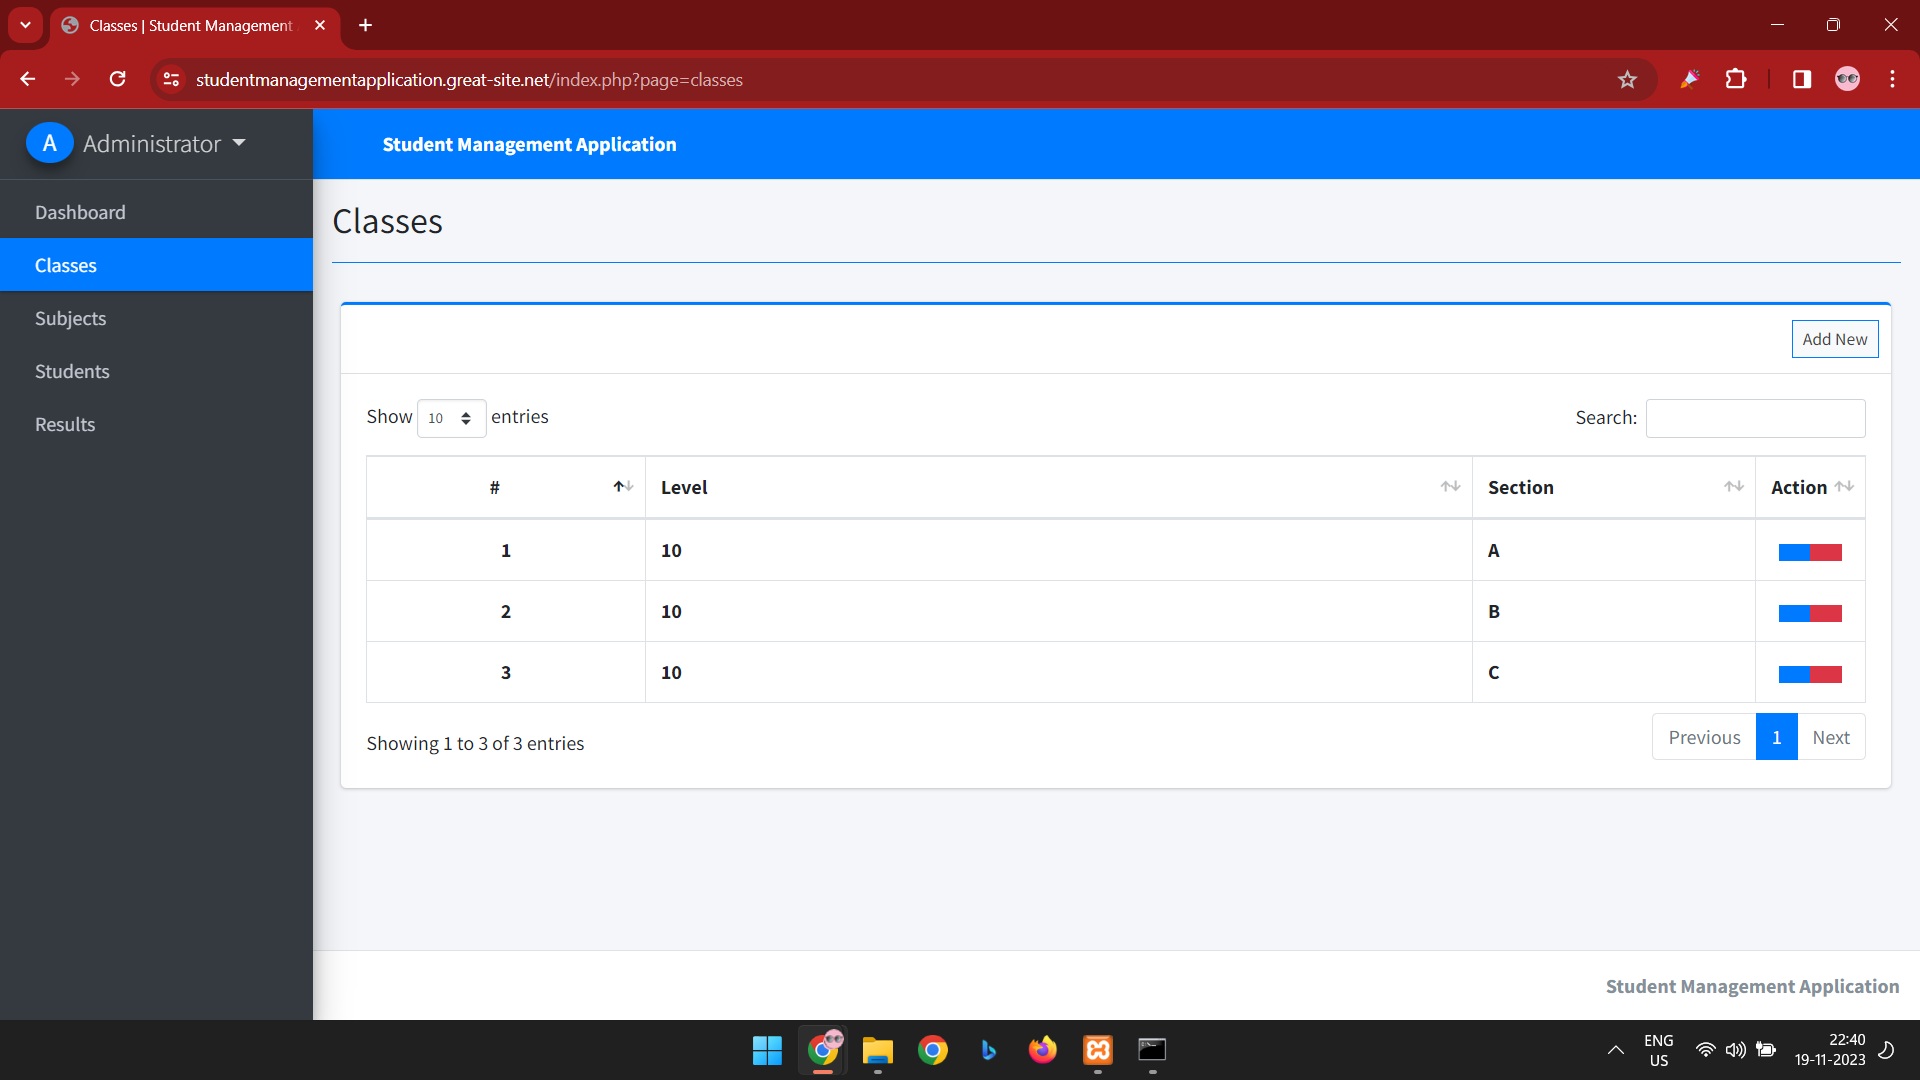 Classes | Student Management
studentmanagementapplication.great-site.net/index.php?page=classes
A Administrator
Student Management Application
Dashboard
Classes
Subjects
Students
Results
Classes
Add New
Show 10 entries
Search:
# Level Section Action
1 10 A
2 10 B
3 10 C
Showing 1 to 3 of 3 entries
Previous 1 Next
Student Management Application
ENG
US
22:40
19-11-2023